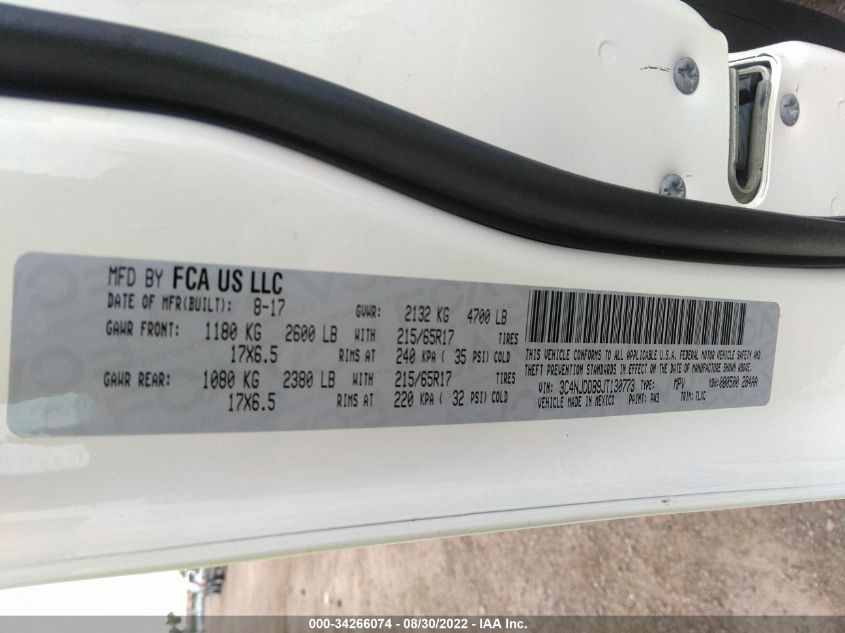 MFD BY FCA US LLC
DATE OF MFR(BUILT): 8-17 GVWR: 2132 KG 4700 LB
GAWR FRONT: 1180 KG 2600 LB WITH 215/65R17 TIRES
17X6.5 RIMS AT 240 KPA ( 35 PSI) COLD
GAWR REAR: 1080 KG 2380 LB WITH 215/65R17 TIRES
17X6.5 RIMS AT 220 KPA ( 32 PSI) COLD
THIS VEHICLE CONFORMS TO ALL APPLICABLE U.S.A. FEDERAL MOTOR VEHICLE SAFETY AND
THEFT PREVENTION STANDARDS IN EFFECT ON THE DATE OF MANUFACTURE SHOWN ABOVE.
VIN: 3C4NJDDB9JT130773 TYPE: MPV
VEHICLE MADE IN MEXICO PAINT: PW3 TRIM:
000-34266074 - 08/30/2022 - IAA Inc.